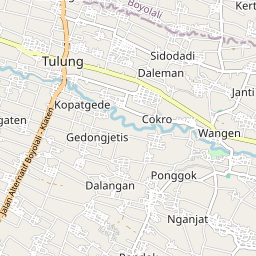 Boyolali
Kert
Sidodadi
Tulung
Daleman
Janti
Kopatgede
Cokro
Wangen
gaten
Gedongjetis
Jalan Alternatif Boyolali - Klaten
Ponggok
Dalangan
Nganjat